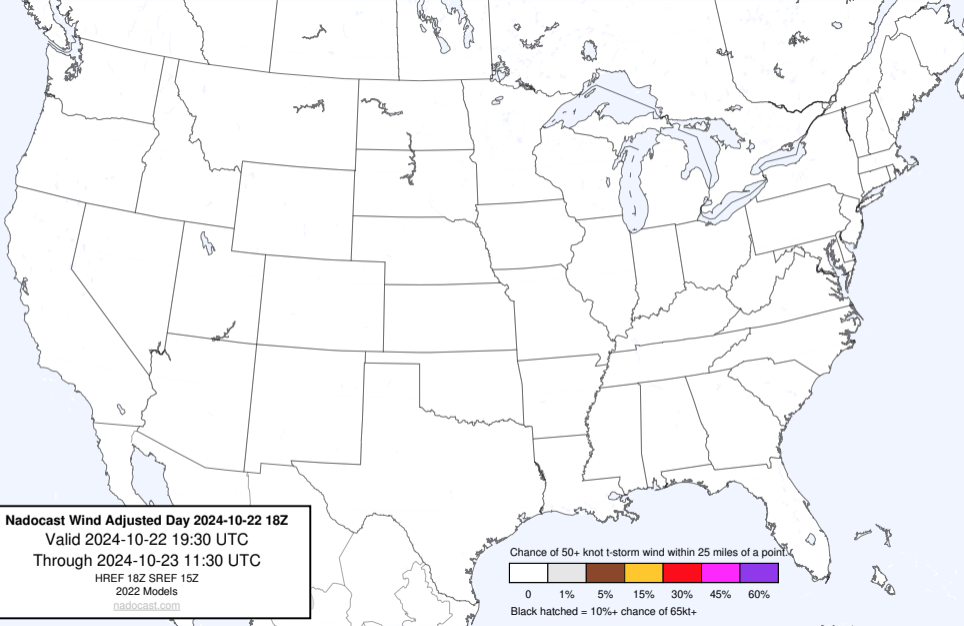 Nadocast Wind Adjusted Day 2024-10-22 18Z
Valid 2024-10-22 19:30 UTC
Through 2024-10-23 11:30 UTC
HREF 18Z SREF 15Z
2022 Models
nadocast.com
Chance of 50+ knot t-storm wind within 25 miles of a point.
0 1% 5% 15% 30% 45% 60%
Black hatched = 10%+ chance of 65kt+